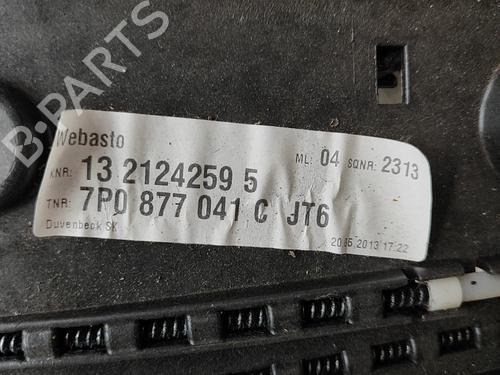 B-PARTS
Webasto
KNR: 13 2124259 5 ML: 04 SQNR: 2313
TNR: 7P0 877 041 C JT6
Duvenbeck SK 20.05.2013 17:22